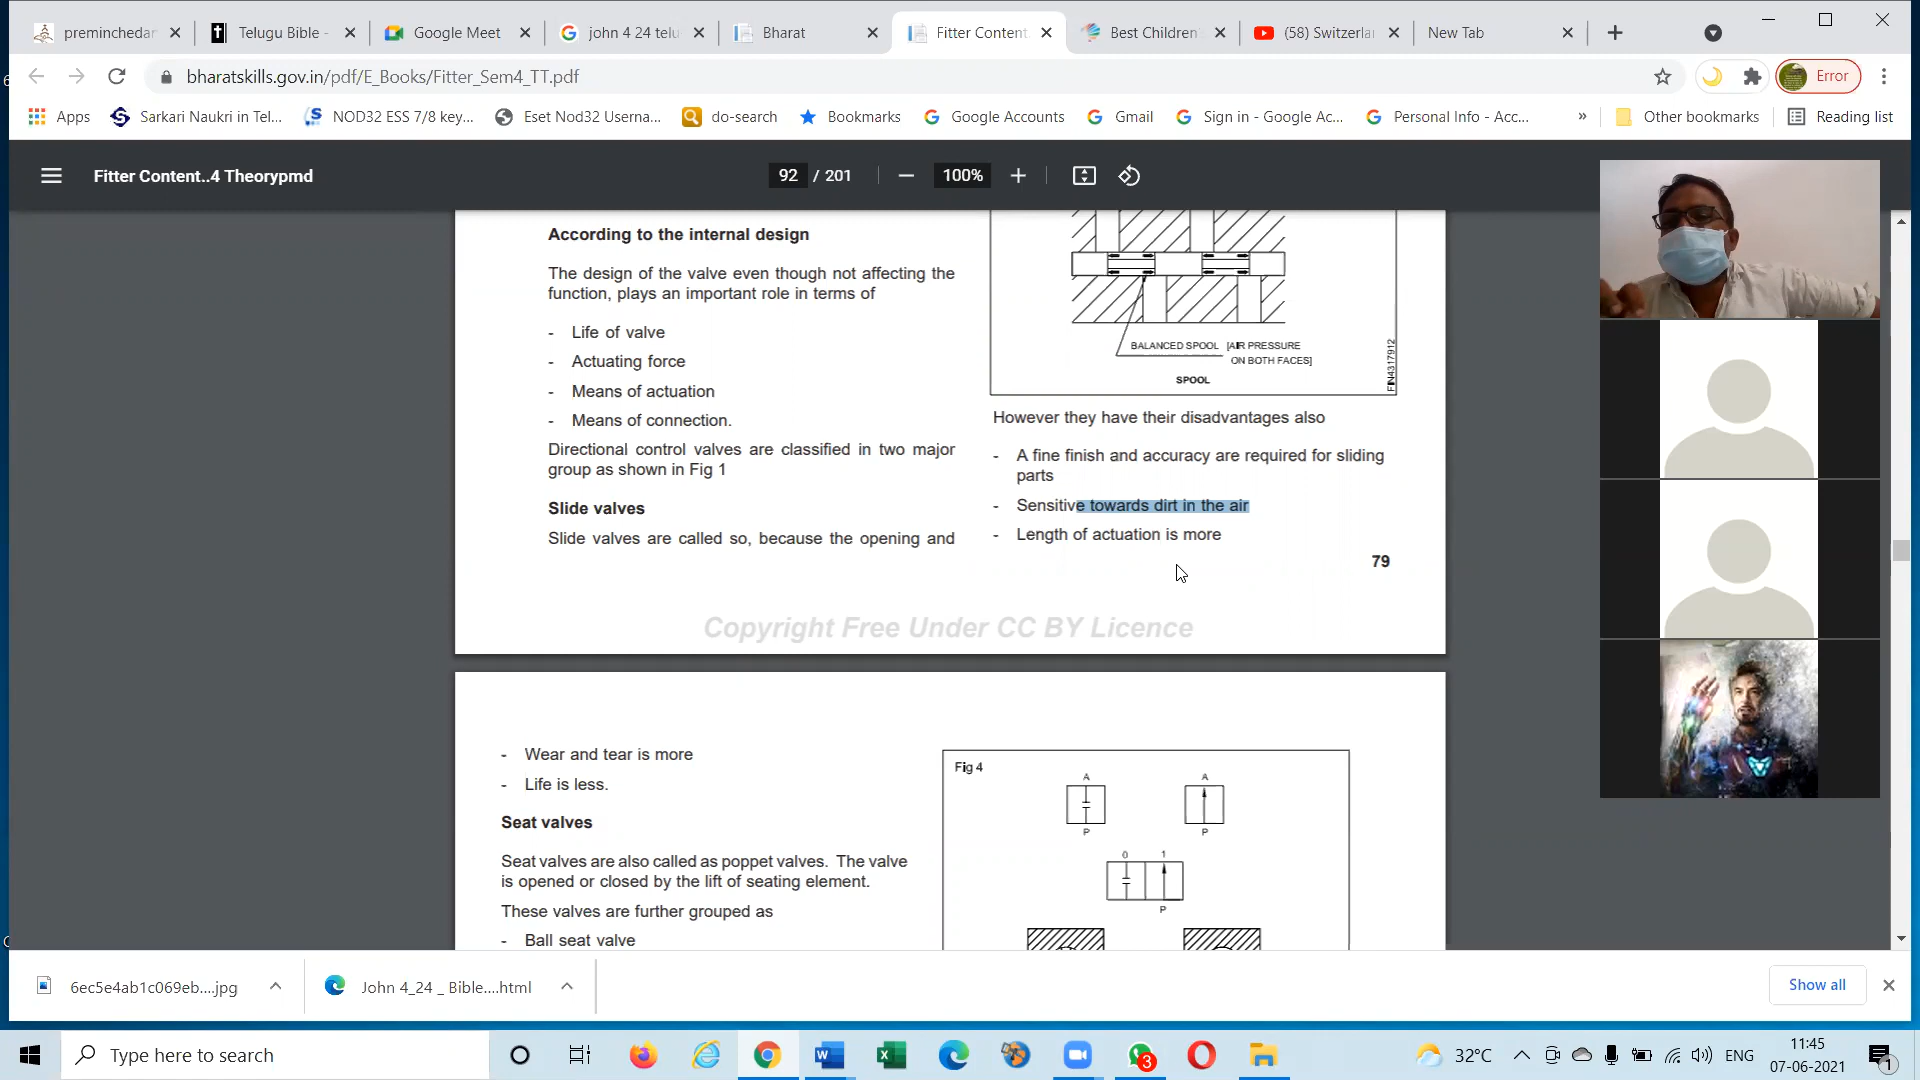 preminchedar
Telugu Bible -
Google Meet
john 4 24 telu
Bharat
Fitter Content.
Best Children'
(58) Switzerlar
New Tab
bharatskills.gov.in/pdf/E_Books/Fitter_Sem4_TT.pdf
Error
Apps
Sarkari Naukri in Tel...
NOD32 ESS 7/8 key...
Eset Nod32 Userna...
do-search
Bookmarks
Google Accounts
Gmail
Sign in - Google Ac...
Personal Info - Acc...
»
Other bookmarks
Reading list
Fitter Content..4 Theorypmd
92 / 201
100%
According to the internal design
The design of the valve even though not affecting the
function, plays an important role in terms of
- Life of valve
- Actuating force
- Means of actuation
- Means of connection.
Directional control valves are classified in two major
group as shown in Fig 1
Slide valves
Slide valves are called so, because the opening and
BALANCED SPOOL [AIR PRESSURE
ON BOTH FACES]
SPOOL
FIN4317912
However they have their disadvantages also
- A fine finish and accuracy are required for sliding
parts
- Sensitive towards dirt in the air
- Length of actuation is more
79
Copyright Free Under CC BY Licence
- Wear and tear is more
- Life is less.
Seat valves
Seat valves are also called as poppet valves. The valve
is opened or closed by the lift of seating element.
These valves are further grouped as
- Ball seat valve
Fig 4
A A
P P
0 1
P
6ec5e4ab1c069eb....jpg
John 4_24 _ Bible....html
Show all
Type here to search
3
32°C
ENG
11:45
07-06-2021
1